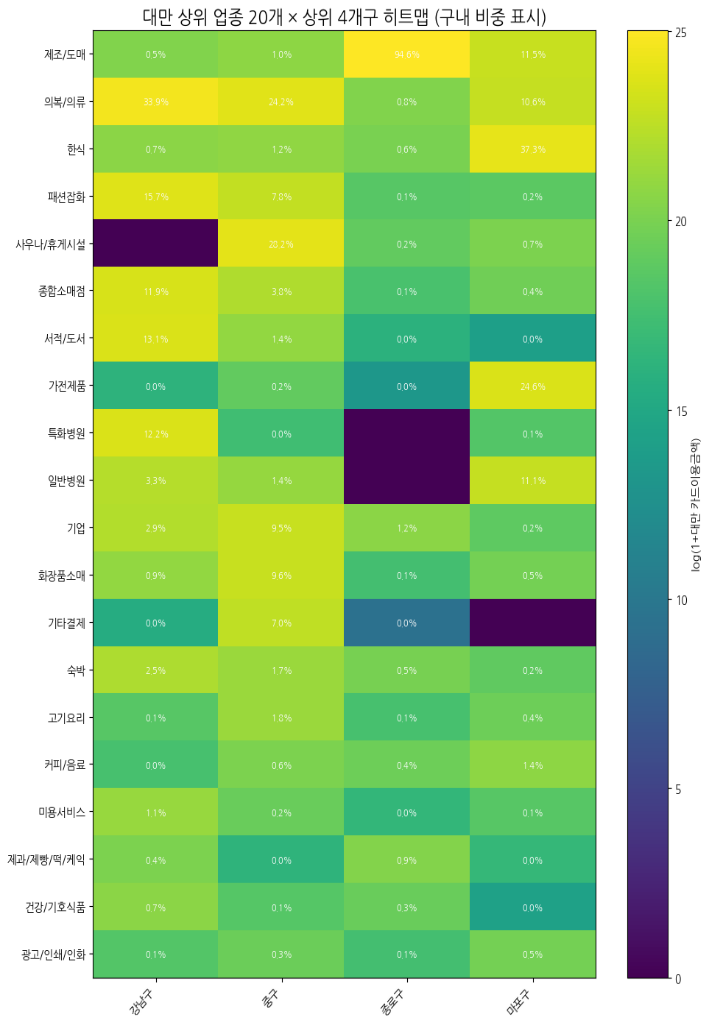 대만 상위 업종 20개 × 상위 4개구 히트맵 (구내 비중 표시)
제조/도매 0.5% 1.0% 94.6% 11.5%
의복/의류 33.9% 24.2% 0.8% 10.6%
한식 0.7% 1.2% 0.6% 37.3%
패션잡화 15.7% 7.8% 0.1% 0.2%
사우나/휴게시설 28.2% 0.2% 0.7%
종합소매점 11.9% 3.8% 0.1% 0.4%
서적/도서 13.1% 1.4% 0.0% 0.0%
가전제품 0.0% 0.2% 0.0% 24.6%
특화병원 12.2% 0.0% 0.1%
일반병원 3.3% 1.4% 11.1%
기업 2.9% 9.5% 1.2% 0.2%
화장품소매 0.9% 9.6% 0.1% 0.5%
기타결제 0.0% 7.0% 0.0%
숙박 2.5% 1.7% 0.5% 0.2%
고기요리 0.1% 1.8% 0.1% 0.4%
커피/음료 0.0% 0.6% 0.4% 1.4%
미용서비스 1.1% 0.2% 0.0% 0.1%
제과/제빵/떡/케익 0.4% 0.0% 0.9% 0.0%
건강/기호식품 0.7% 0.1% 0.3% 0.0%
광고/인쇄/인화 0.1% 0.3% 0.1% 0.5%
강남구 중구 종로구 마포구
25
20
15
10
5
0
log(1+대만 카드이용금액)